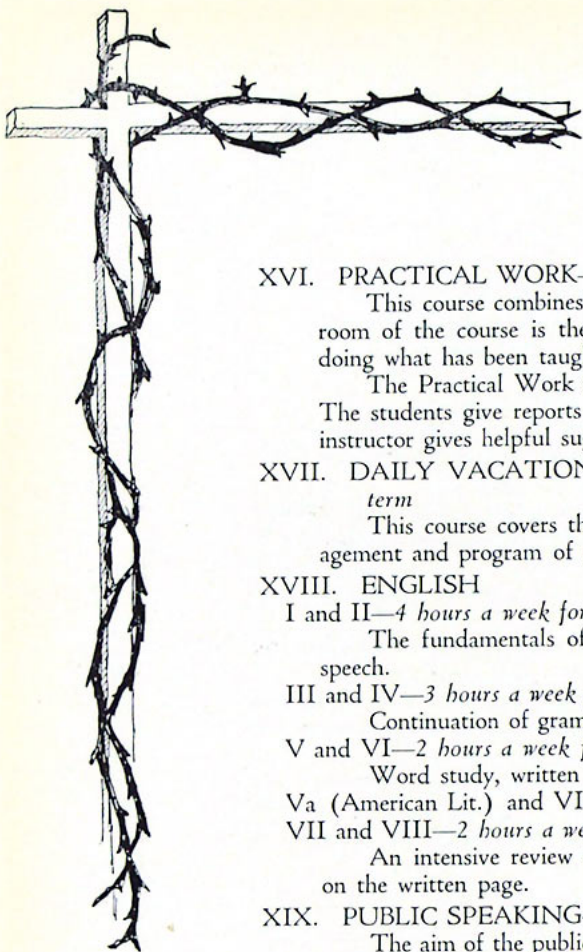 XVI. PRACTICAL WORK—
This course combines
room of the course is the
doing what has been taug
The Practical Work
The students give reports
instructor gives helpful su
XVII. DAILY VACATION
term
This course covers th
agement and program of
XVIII. ENGLISH
I and II—4 hours a week for
The fundamentals of
speech.
III and IV—3 hours a week
Continuation of gram
V and VI—2 hours a week f
Word study, written
Va (American Lit.) and VI
VII and VIII—2 hours a we
An intensive review
on the written page.
XIX. PUBLIC SPEAKING
The aim of the public